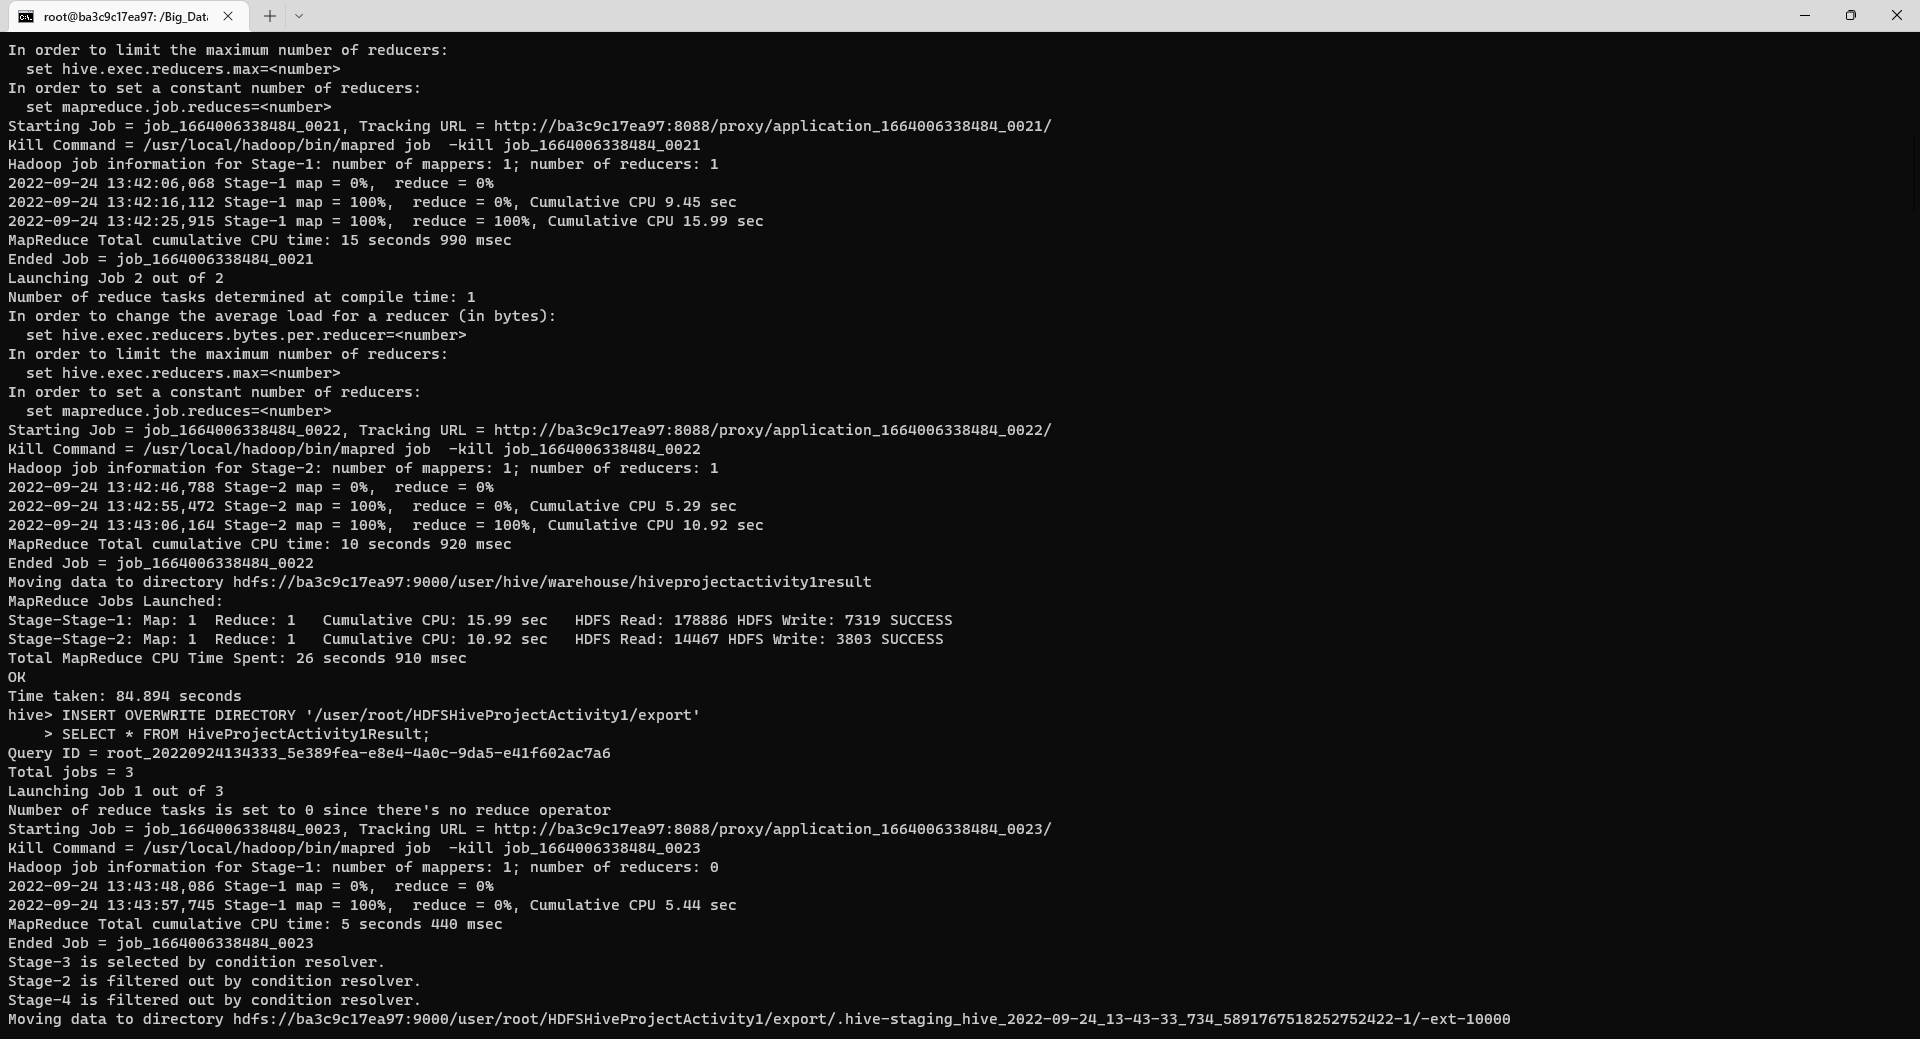 root@ba3c9c17ea97: /Big_Data
In order to limit the maximum number of reducers:
  set hive.exec.reducers.max=<number>
In order to set a constant number of reducers:
  set mapreduce.job.reduces=<number>
Starting Job = job_1664006338484_0021, Tracking URL = http://ba3c9c17ea97:8088/proxy/application_1664006338484_0021/
Kill Command = /usr/local/hadoop/bin/mapred job  -kill job_1664006338484_0021
Hadoop job information for Stage-1: number of mappers: 1; number of reducers: 1
2022-09-24 13:42:06,068 Stage-1 map = 0%,  reduce = 0%
2022-09-24 13:42:16,112 Stage-1 map = 100%,  reduce = 0%, Cumulative CPU 9.45 sec
2022-09-24 13:42:25,915 Stage-1 map = 100%,  reduce = 100%, Cumulative CPU 15.99 sec
MapReduce Total cumulative CPU time: 15 seconds 990 msec
Ended Job = job_1664006338484_0021
Launching Job 2 out of 2
Number of reduce tasks determined at compile time: 1
In order to change the average load for a reducer (in bytes):
  set hive.exec.reducers.bytes.per.reducer=<number>
In order to limit the maximum number of reducers:
  set hive.exec.reducers.max=<number>
In order to set a constant number of reducers:
  set mapreduce.job.reduces=<number>
Starting Job = job_1664006338484_0022, Tracking URL = http://ba3c9c17ea97:8088/proxy/application_1664006338484_0022/
Kill Command = /usr/local/hadoop/bin/mapred job  -kill job_1664006338484_0022
Hadoop job information for Stage-2: number of mappers: 1; number of reducers: 1
2022-09-24 13:42:46,788 Stage-2 map = 0%,  reduce = 0%
2022-09-24 13:42:55,472 Stage-2 map = 100%,  reduce = 0%, Cumulative CPU 5.29 sec
2022-09-24 13:43:06,164 Stage-2 map = 100%,  reduce = 100%, Cumulative CPU 10.92 sec
MapReduce Total cumulative CPU time: 10 seconds 920 msec
Ended Job = job_1664006338484_0022
Moving data to directory hdfs://ba3c9c17ea97:9000/user/hive/warehouse/hiveprojectactivity1result
MapReduce Jobs Launched:
Stage-Stage-1: Map: 1  Reduce: 1   Cumulative CPU: 15.99 sec   HDFS Read: 178886 HDFS Write: 7319 SUCCESS
Stage-Stage-2: Map: 1  Reduce: 1   Cumulative CPU: 10.92 sec   HDFS Read: 14467 HDFS Write: 3803 SUCCESS
Total MapReduce CPU Time Spent: 26 seconds 910 msec
OK
Time taken: 84.894 seconds
hive> INSERT OVERWRITE DIRECTORY '/user/root/HDFSHiveProjectActivity1/export'
    > SELECT * FROM HiveProjectActivity1Result;
Query ID = root_20220924134333_5e389fea-e8e4-4a0c-9da5-e41f602ac7a6
Total jobs = 3
Launching Job 1 out of 3
Number of reduce tasks is set to 0 since there's no reduce operator
Starting Job = job_1664006338484_0023, Tracking URL = http://ba3c9c17ea97:8088/proxy/application_1664006338484_0023/
Kill Command = /usr/local/hadoop/bin/mapred job  -kill job_1664006338484_0023
Hadoop job information for Stage-1: number of mappers: 1; number of reducers: 0
2022-09-24 13:43:48,086 Stage-1 map = 0%,  reduce = 0%
2022-09-24 13:43:57,745 Stage-1 map = 100%,  reduce = 0%, Cumulative CPU 5.44 sec
MapReduce Total cumulative CPU time: 5 seconds 440 msec
Ended Job = job_1664006338484_0023
Stage-3 is selected by condition resolver.
Stage-2 is filtered out by condition resolver.
Stage-4 is filtered out by condition resolver.
Moving data to directory hdfs://ba3c9c17ea97:9000/user/root/HDFSHiveProjectActivity1/export/.hive-staging_hive_2022-09-24_13-43-33_734_5891767518252752422-1/-ext-10000